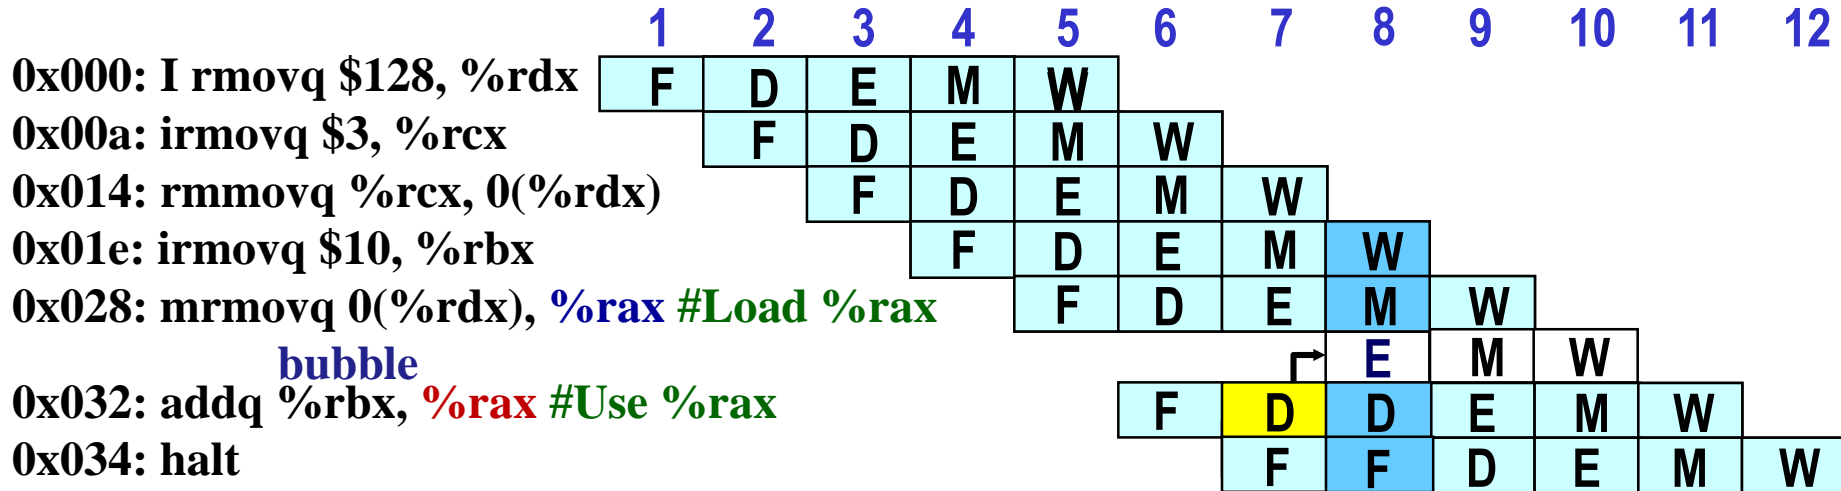 1 2 3 4 5 6 7 8 9 10 11 12
0x000: I rmovq $128, %rdx F D E M W
0x00a: irmovq $3, %rcx F D E M W
0x014: rmmovq %rcx, 0(%rdx) F D E M W
0x01e: irmovq $10, %rbx F D E M W
0x028: mrmovq 0(%rdx), %rax #Load %rax F D E M W
bubble E M W
0x032: addq %rbx, %rax #Use %rax F D D E M W
0x034: halt F F D E M W